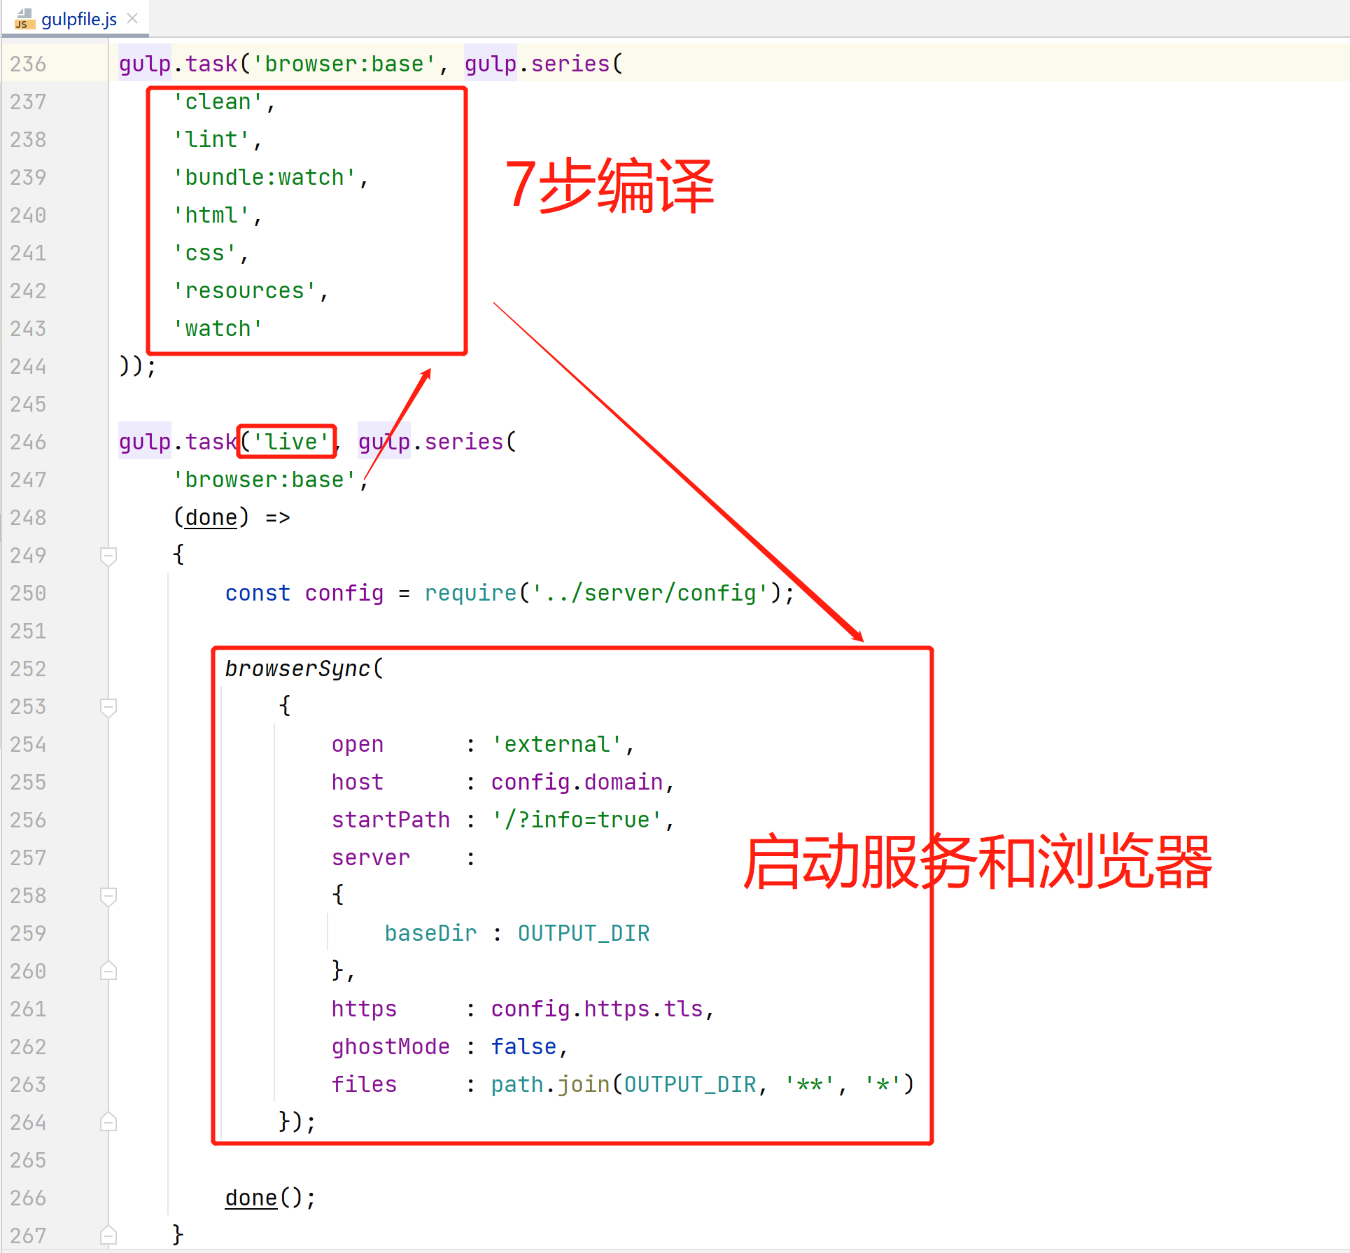 JS gulpfile.js
236 gulp.task('browser:base', gulp.series(
237 'clean',
238 'lint',
239 'bundle:watch',
7步编译
240 'html',
241 'css',
242 'resources',
243 'watch'
244 ));
245
246 gulp.task('live', gulp.series(
247 'browser:base',
248 (done) =>
249 {
250 const config = require('../server/config');
251
252 browserSync(
253 {
254 open : 'external',
255 host : config.domain,
256 startPath : '/?info=true',
257 server :
启动服务和浏览器
258 {
259 baseDir : OUTPUT_DIR
260 },
261 https : config.https.tls,
262 ghostMode : false,
263 files : path.join(OUTPUT_DIR, '**', '*')
264 });
265
266 done();
267 }